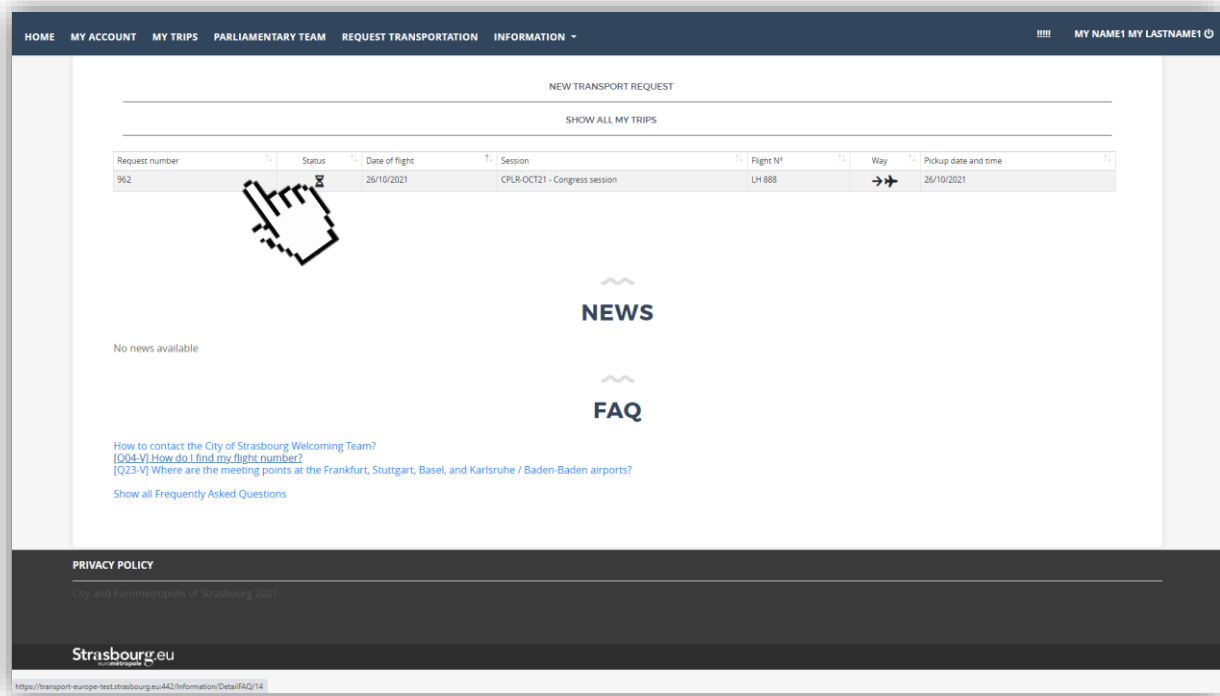 HOME MY ACCOUNT MY TRIPS PARLIAMENTARY TEAM REQUEST TRANSPORTATION INFORMATION !!!!! MY NAME1 MY LASTNAME1
NEW TRANSPORT REQUEST
SHOW ALL MY TRIPS
Request number Status Date of flight Session Flight N° Way Pickup date and time
962 26/10/2021 CPLR-OCT21 - Congress session LH 888 26/10/2021
NEWS
No news available
FAQ
How to contact the City of Strasbourg Welcoming Team?
[Q04-V] How do I find my flight number?
[Q23-V] Where are the meeting points at the Frankfurt, Stuttgart, Basel, and Karlsruhe / Baden-Baden airports?
Show all Frequently Asked Questions
PRIVACY POLICY
City and Eurometropolis of Strasbourg 2021
Strasbourg.eu
eurométropole
https://transport-europe-test.strasbourg.eu:442/Information/DetailFAQ/14